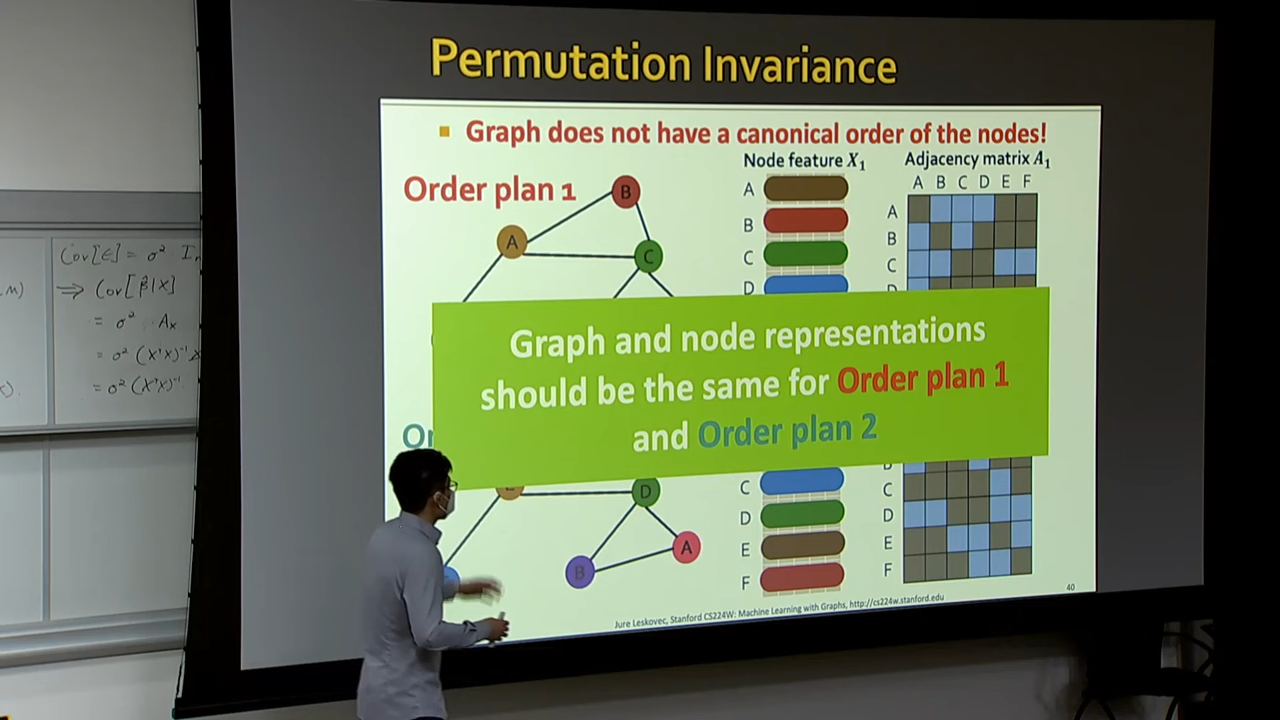 Permutation Invariance
Graph does not have a canonical order of the nodes!
Order plan 1
Node feature X₁
Adjacency matrix A₁
A B C D E F
A
B
C
D
A
B
C
A
B
C
Graph and node representations
should be the same for Order plan 1
and Order plan 2
Or
D
A
B
C
D
E
F
C
D
E
F
40
Jure Leskovec, Stanford CS224W: Machine Learning with Graphs, http://cs224w.stanford.edu
Cov[ε] = σ²
⇒ Cov[β̂|X]
= σ² · Aₓ
= σ² (X'X)⁻¹
= σ² (X'X)⁻¹